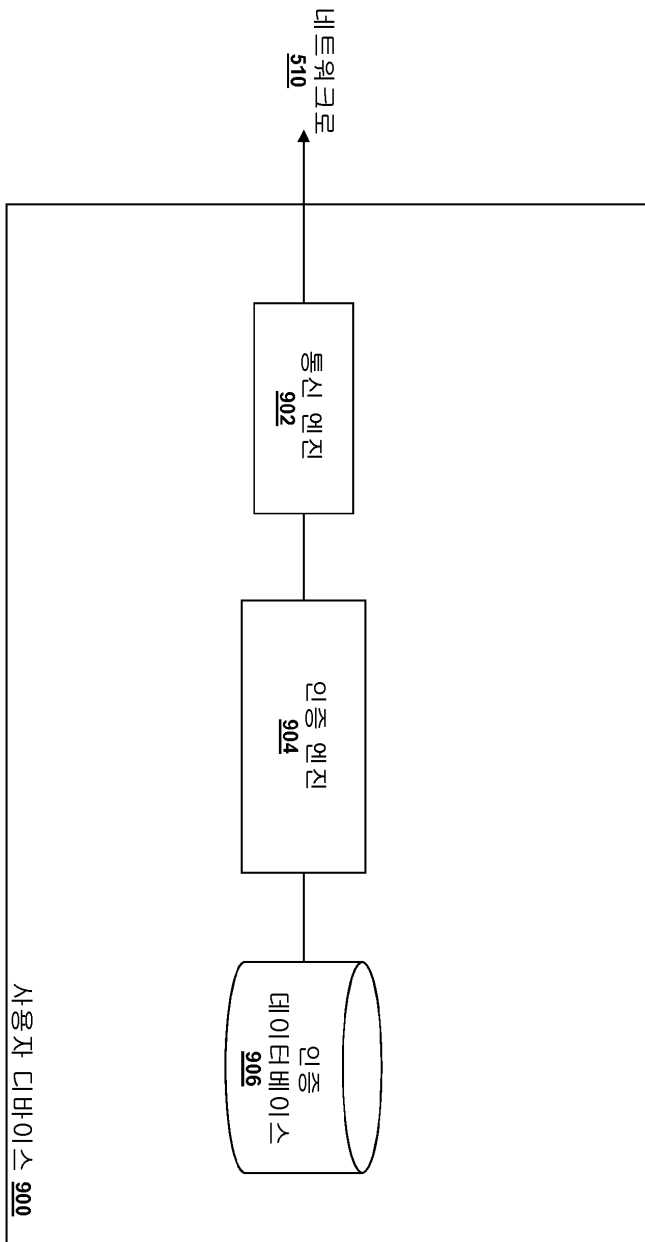 네트워크로
510
통신 엔진
902
인증 엔진
904
인증
데이터베이스
906
사용자 디바이스 900